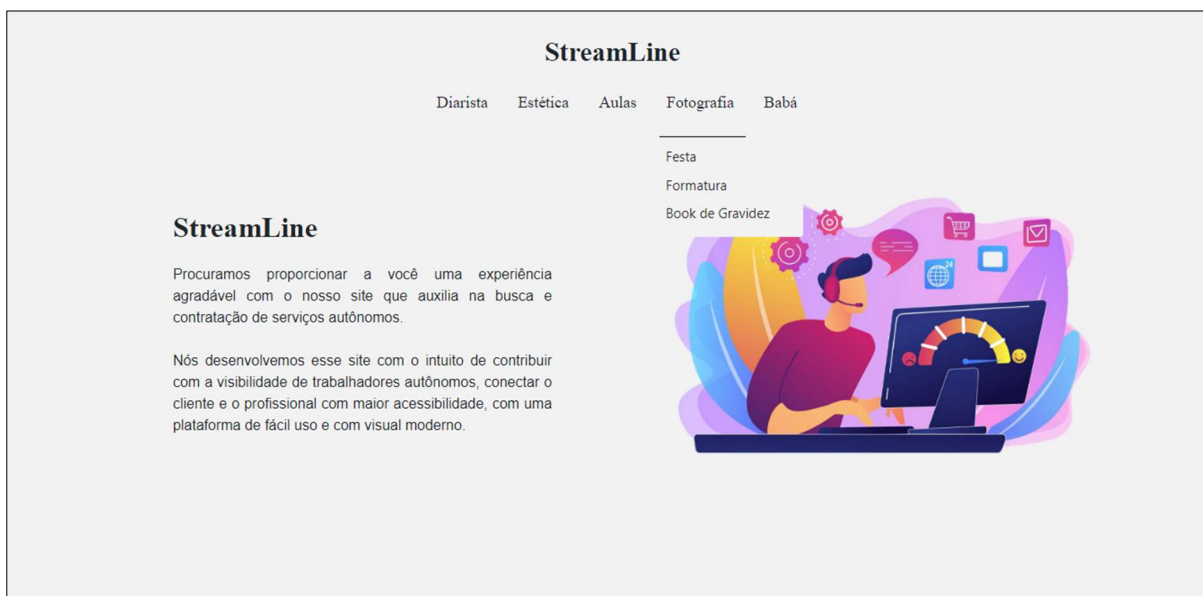 StreamLine
Diarista Estética Aulas Fotografia Babá
Festa
Formatura
Book de Gravidez
StreamLine
Procuramos proporcionar a você uma experiência
agradável com o nosso site que auxilia na busca e
contratação de serviços autônomos.
Nós desenvolvemos esse site com o intuito de contribuir
com a visibilidade de trabalhadores autônomos, conectar o
cliente e o profissional com maior acessibilidade, com uma
plataforma de fácil uso e com visual moderno.
24